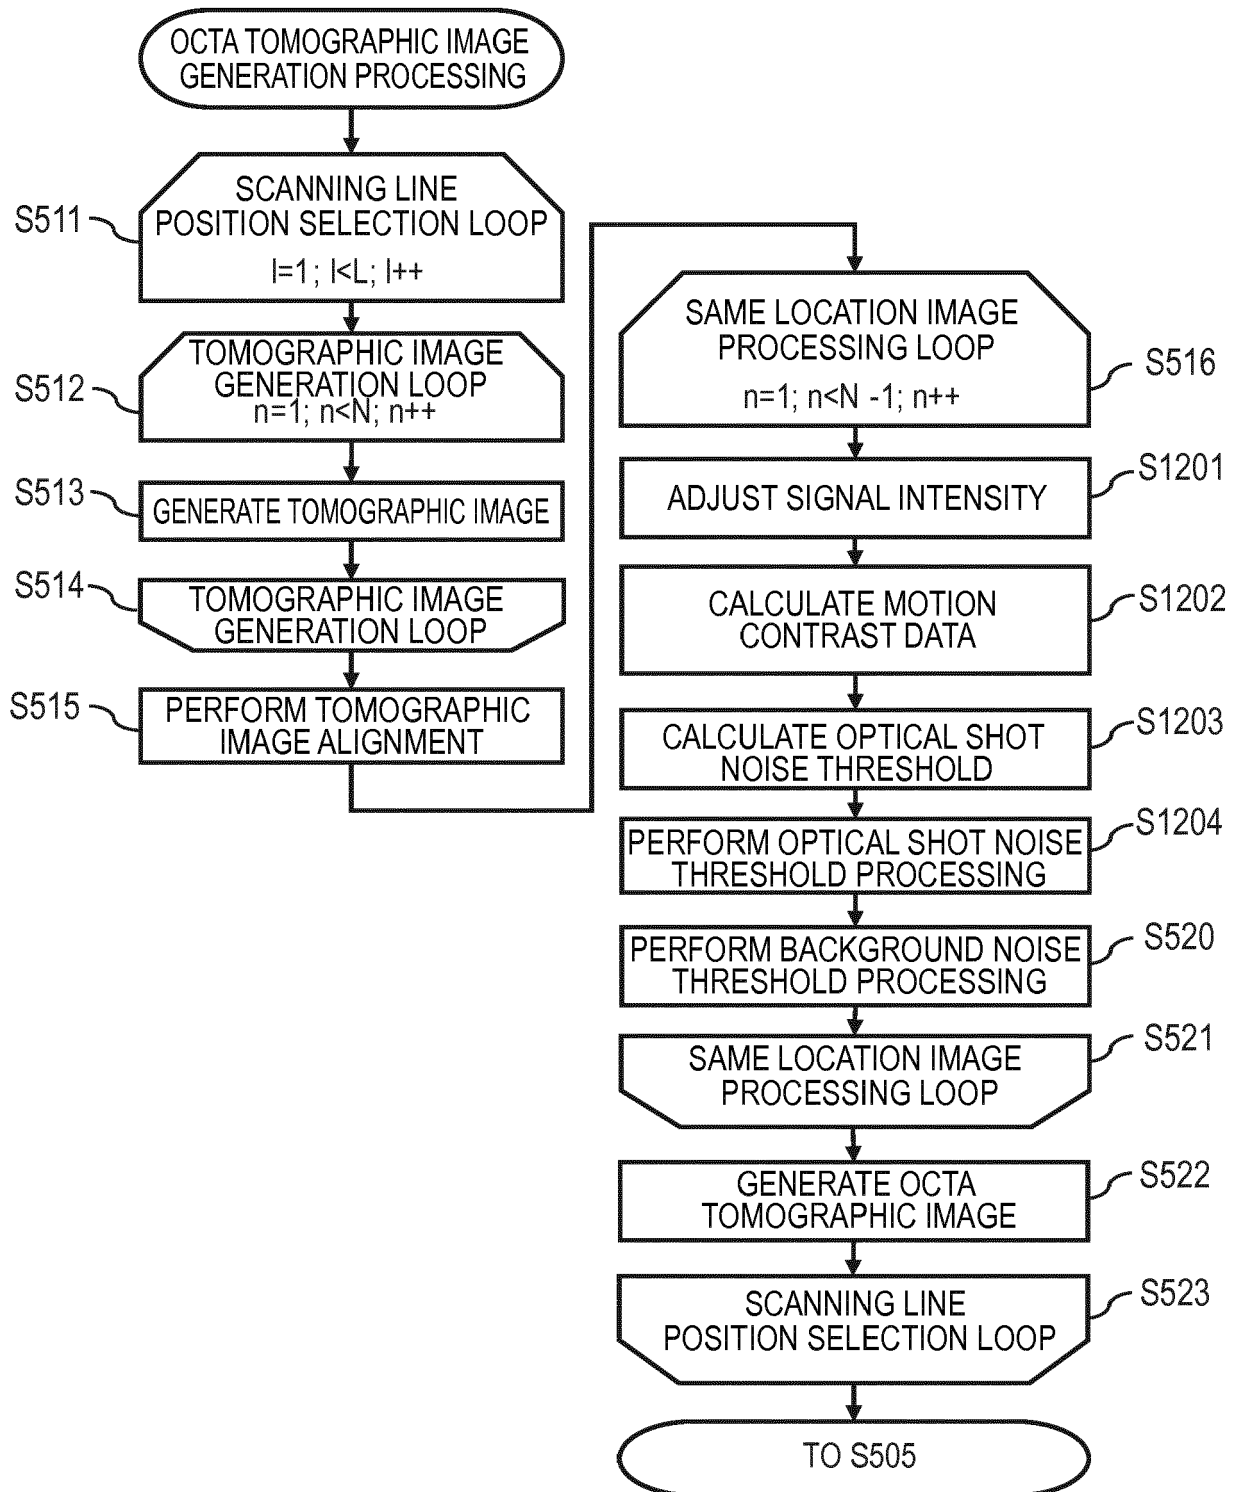 OCTA TOMOGRAPHIC IMAGE
GENERATION PROCESSING
S511
SCANNING LINE
POSITION SELECTION LOOP
l=1; l<L; l++
S512
TOMOGRAPHIC IMAGE
GENERATION LOOP
n=1; n<N; n++
S513
GENERATE TOMOGRAPHIC IMAGE
S514
TOMOGRAPHIC IMAGE
GENERATION LOOP
S515
PERFORM TOMOGRAPHIC
IMAGE ALIGNMENT
SAME LOCATION IMAGE
PROCESSING LOOP
n=1; n<N -1; n++
S516
ADJUST SIGNAL INTENSITY
S1201
CALCULATE MOTION
CONTRAST DATA
S1202
CALCULATE OPTICAL SHOT
NOISE THRESHOLD
S1203
PERFORM OPTICAL SHOT NOISE
THRESHOLD PROCESSING
S1204
PERFORM BACKGROUND NOISE
THRESHOLD PROCESSING
S520
SAME LOCATION IMAGE
PROCESSING LOOP
S521
GENERATE OCTA
TOMOGRAPHIC IMAGE
S522
SCANNING LINE
POSITION SELECTION LOOP
S523
TO S505